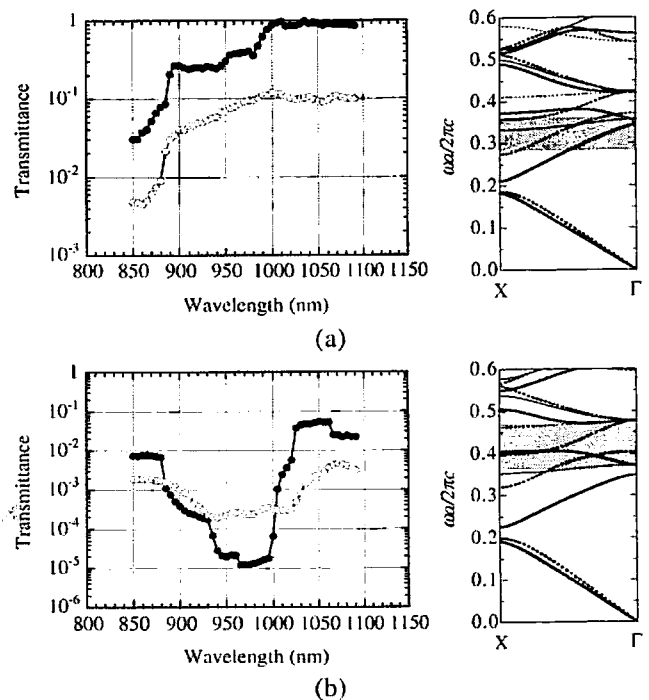 1
10⁻¹
10⁻²
10⁻³
Transmittance
800 850 900 950 1000 1050 1100 1150
Wavelength (nm)
0.6
0.5
0.4
0.3
0.2
0.1
0.0
ωa/2πc
X Γ
(a)
1
10⁻¹
10⁻²
10⁻³
10⁻⁴
10⁻⁵
10⁻⁶
Transmittance
800 850 900 950 1000 1050 1100 1150
Wavelength (nm)
0.6
0.5
0.4
0.3
0.2
0.1
0.0
ωa/2πc
X Γ
(b)